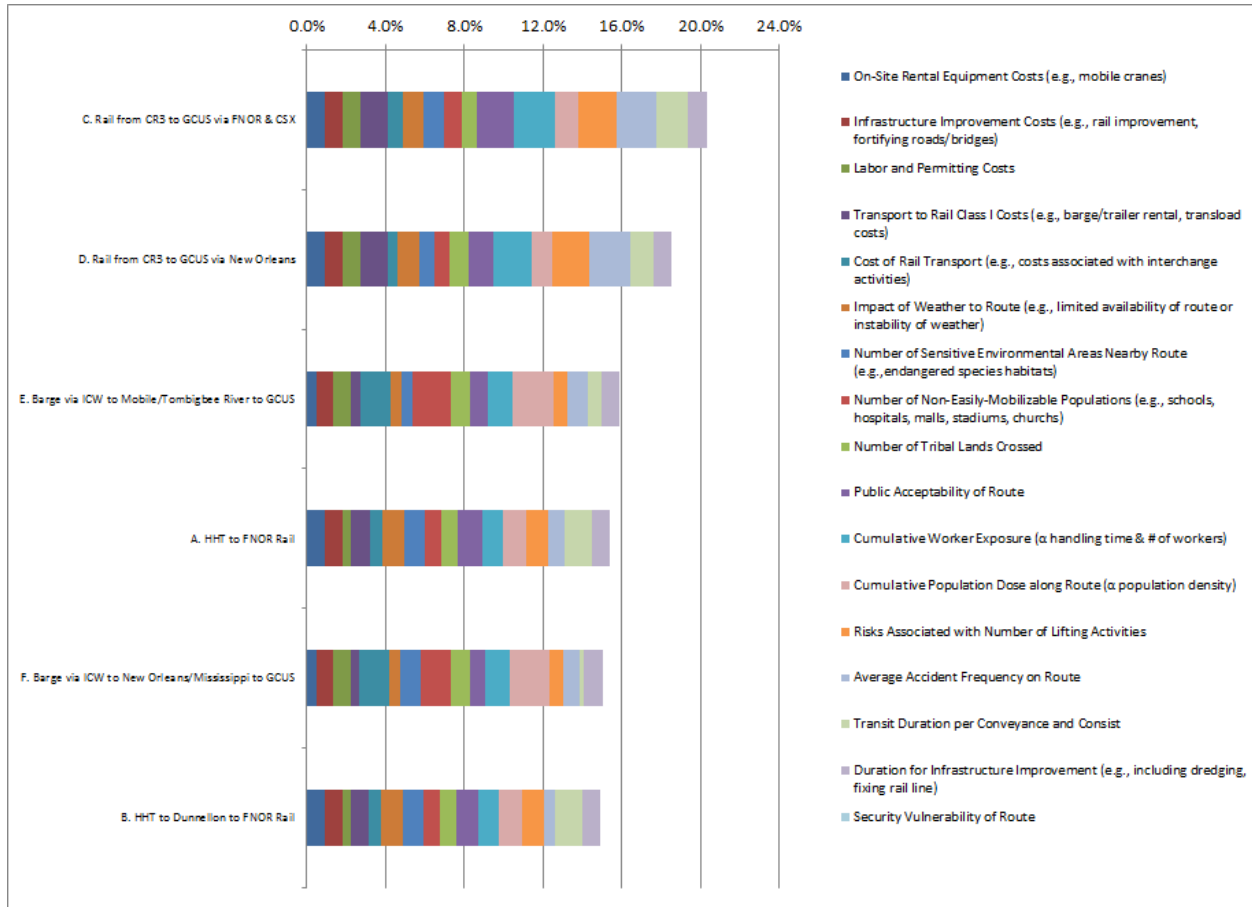 0.0% 4.0% 8.0% 12.0% 16.0% 20.0% 24.0%
C. Rail from CR3 to GCUS via FNOR & CSX
D. Rail from CR3 to GCUS via New Orleans
E. Barge via ICW to Mobile/Tombigbee River to GCUS
A. HHT to FNOR Rail
F. Barge via ICW to New Orleans/Mississippi to GCUS
B. HHT to Dunnellon to FNOR Rail
On-Site Rental Equipment Costs (e.g., mobile cranes)
Infrastructure Improvement Costs (e.g., rail improvement,
fortifying roads/bridges)
Labor and Permitting Costs
Transport to Rail Class I Costs (e.g., barge/trailer rental, transload
costs)
Cost of Rail Transport (e.g., costs associated with interchange
activities)
Impact of Weather to Route (e.g., limited availability of route or
instability of weather)
Number of Sensitive Environmental Areas Nearby Route
(e.g.,endangered species habitats)
Number of Non-Easily-Mobilizable Populations (e.g., schools,
hospitals, malls, stadiums, churchs)
Number of Tribal Lands Crossed
Public Acceptability of Route
Cumulative Worker Exposure (α handling time & # of workers)
Cumulative Population Dose along Route (α population density)
Risks Associated with Number of Lifting Activities
Average Accident Frequency on Route
Transit Duration per Conveyance and Consist
Duration for Infrastructure Improvement (e.g., including dredging,
fixing rail line)
Security Vulnerability of Route